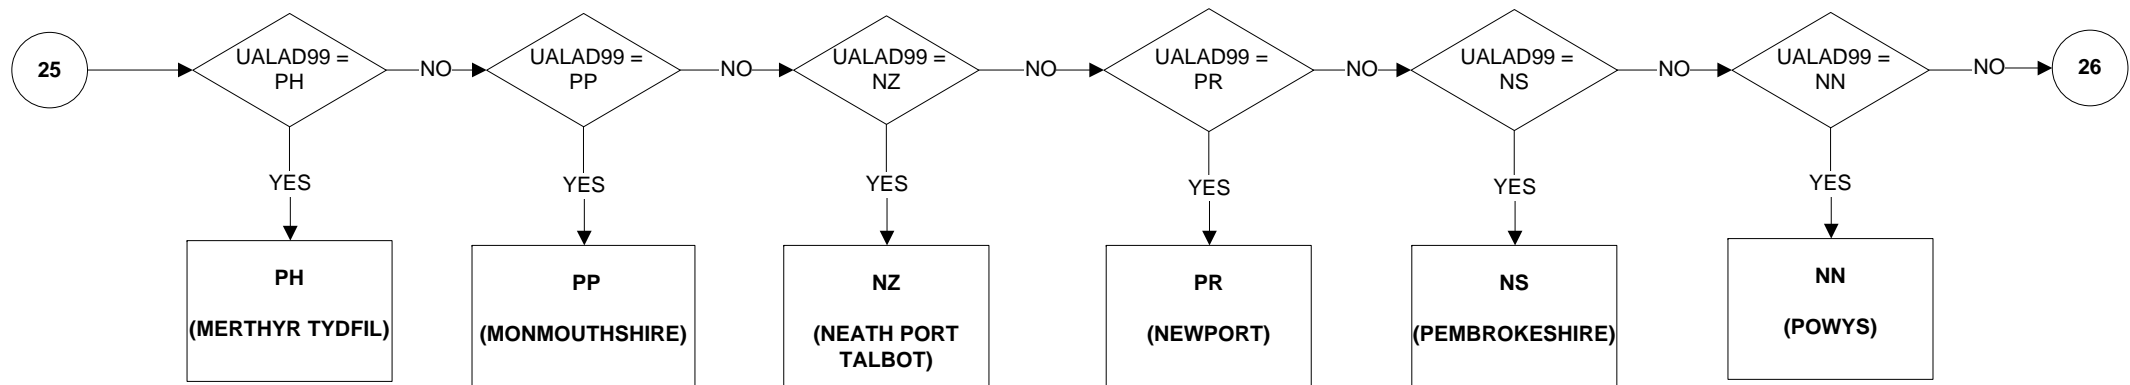 25
UALAD99 =
PH
NO
UALAD99 =
PP
NO
UALAD99 =
NZ
NO
UALAD99 =
PR
NO
UALAD99 =
NS
NO
UALAD99 =
NN
NO
26
YES
YES
YES
YES
YES
YES
PH
(MERTHYR TYDFIL)
PP
(MONMOUTHSHIRE)
NZ
(NEATH PORT
TALBOT)
PR
(NEWPORT)
NS
(PEMBROKESHIRE)
NN
(POWYS)